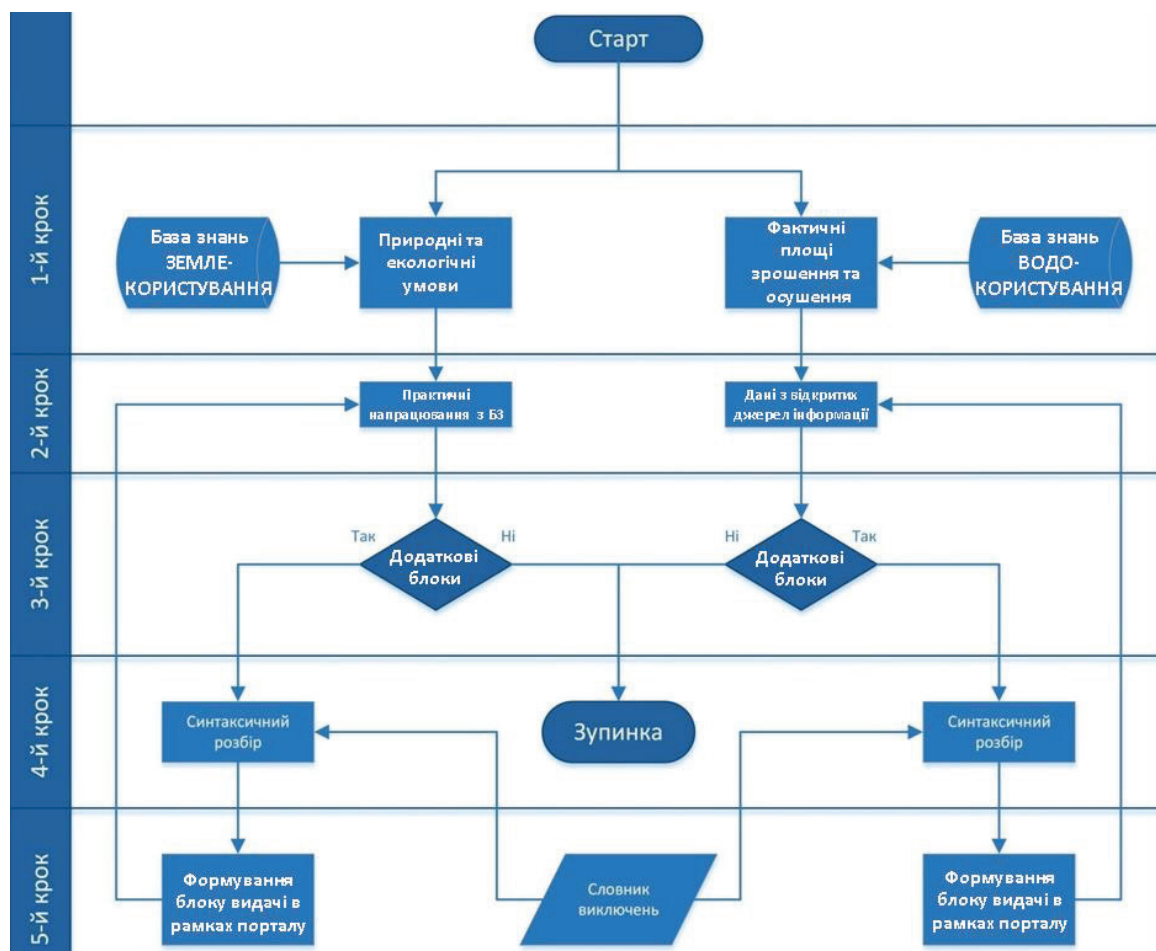 Старт
1-й крок
База знань
ЗЕМЛЕ-
КОРИСТУВАННЯ
Природні та
екологічні
умови
Фактичні
площі
зрошення та
осушення
База знань
ВОДО-
КОРИСТУВАННЯ
2-й крок
Практичні
напрацювання з БЗ
Дані з відкритих
джерел інформації
3-й крок
Так
Додаткові
блоки
Ні
Ні
Додаткові
блоки
Так
4-й крок
Синтаксичний
розбір
Зупинка
Синтаксичний
розбір
5-й крок
Формування
блоку видачі в
рамках порталу
Словник
виключень
Формування
блоку видачі в
рамках порталу